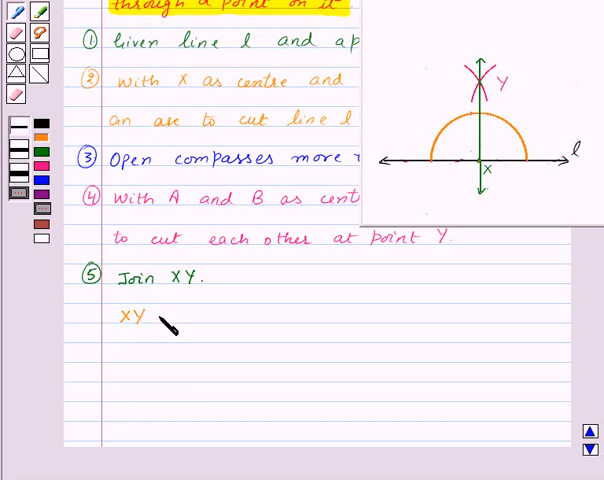 through a point on it
① Given line l and a p
② With X as centre and
an arc to cut line l
③ Open compasses more
④ With A and B as cent
to cut each other at point Y.
⑤ Join XY.
XY
Y
l
X